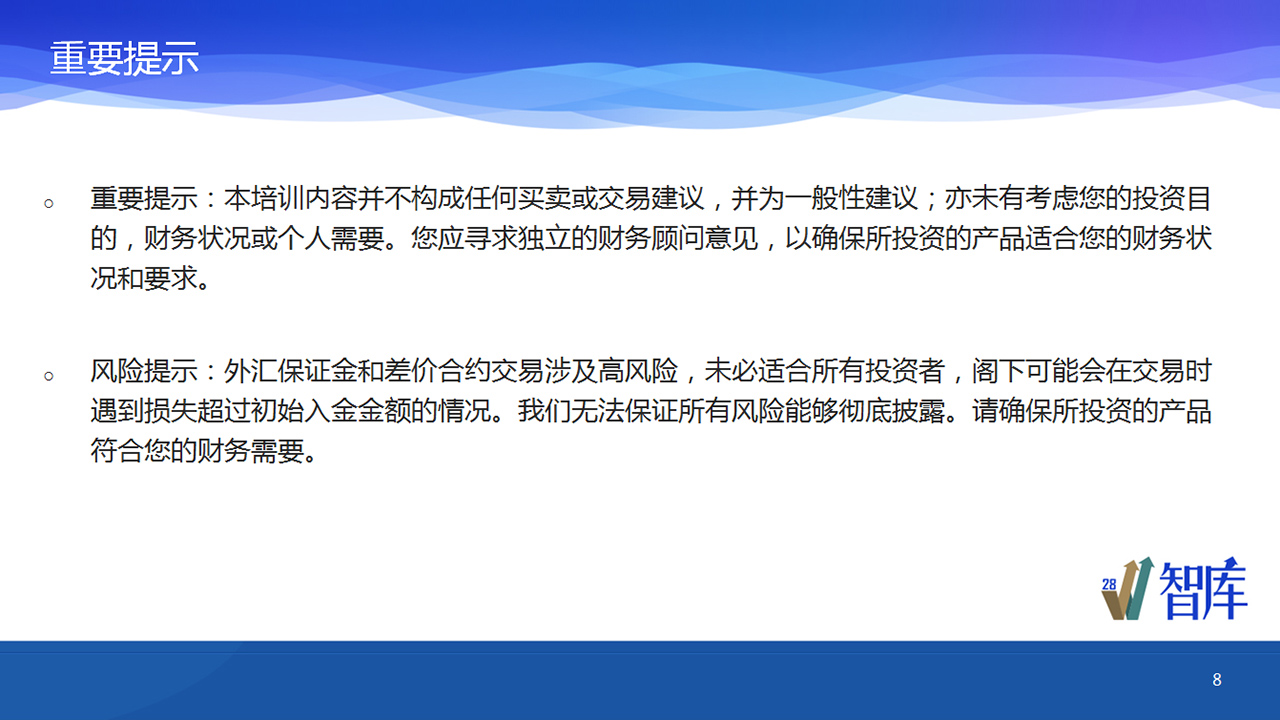 重要提示
重要提示：本培训内容并不构成任何买卖或交易建议，并为一般性建议；亦未有考虑您的投资目
的，财务状况或个人需要。您应寻求独立的财务顾问意见，以确保所投资的产品适合您的财务状
况和要求。
风险提示：外汇保证金和差价合约交易涉及高风险，未必适合所有投资者，阁下可能会在交易时
遇到损失超过初始入金金额的情况。我们无法保证所有风险能够彻底披露。请确保所投资的产品
符合您的财务需要。
28 智库
8